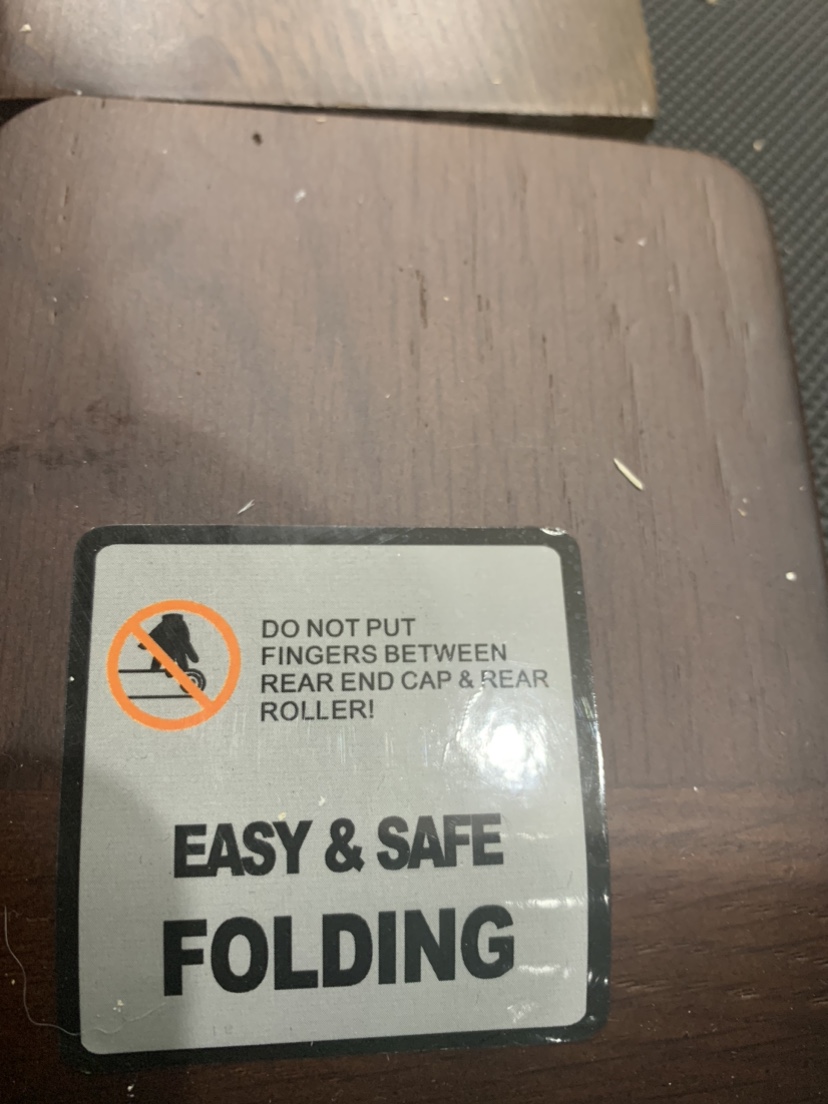 DO NOT PUT
FINGERS BETWEEN
REAR END CAP & REAR
ROLLER!
EASY & SAFE
FOLDING